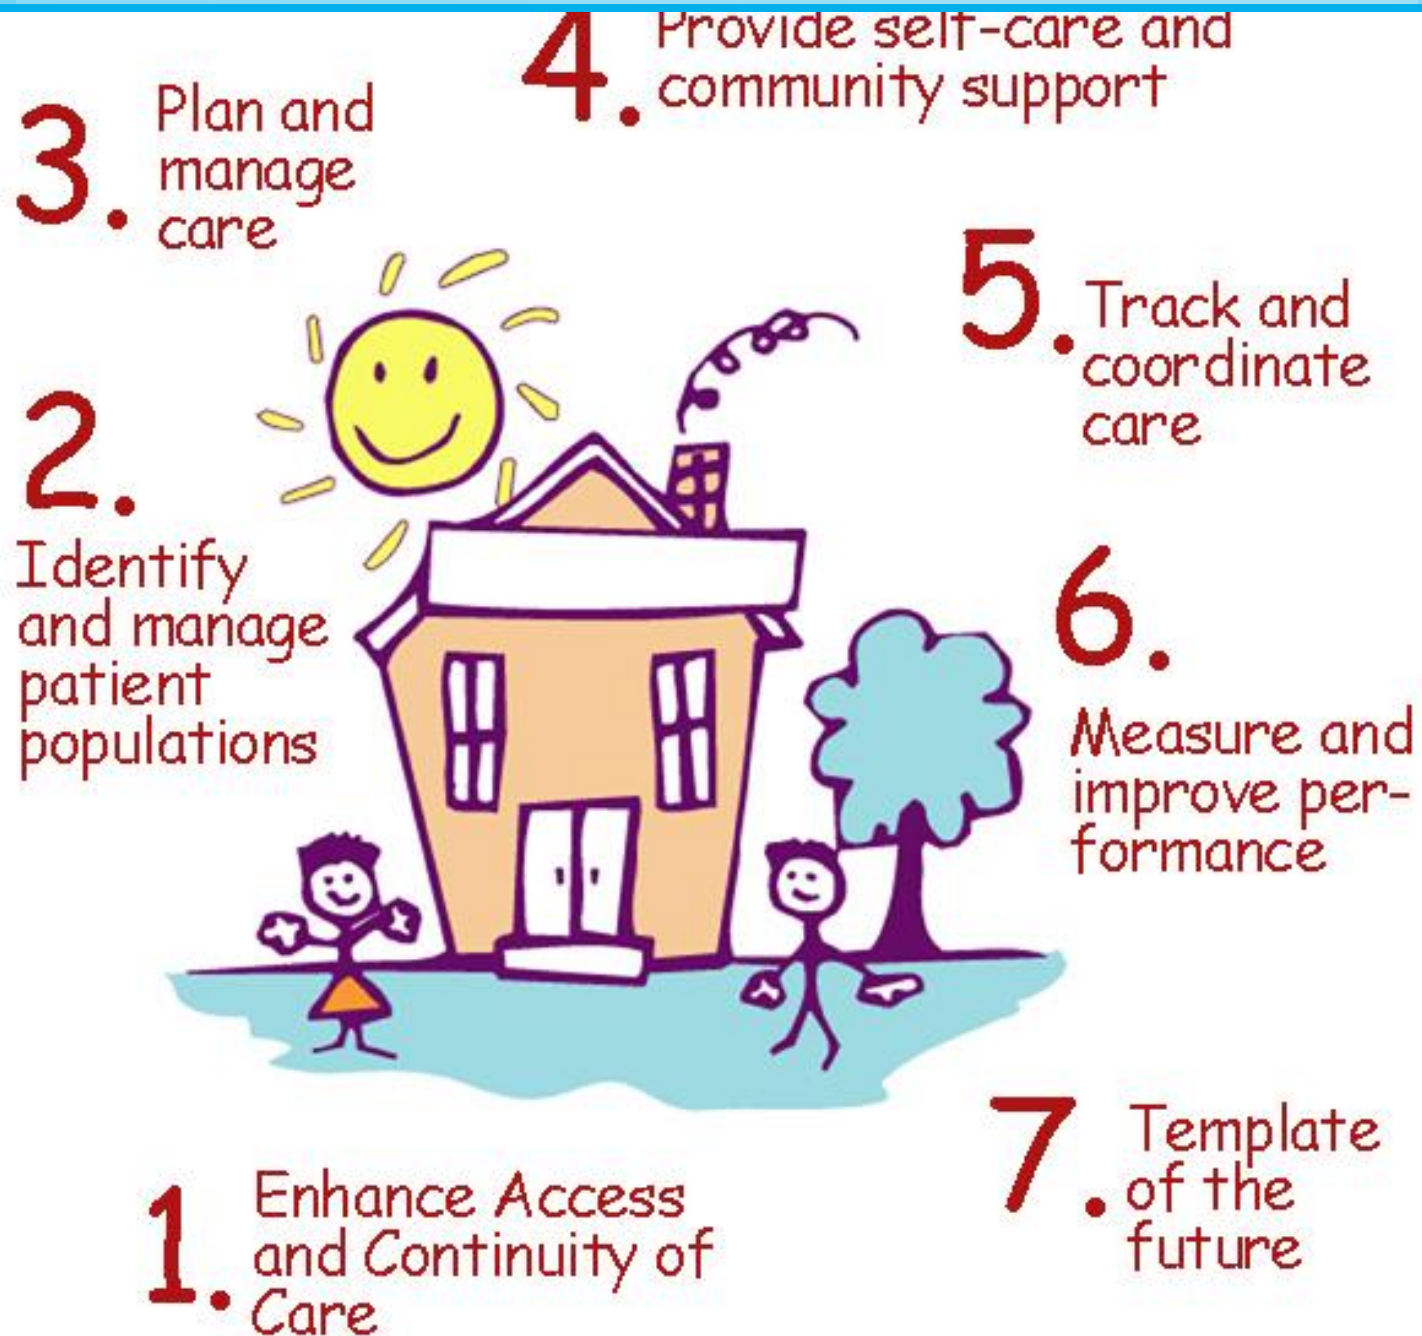 1. Enhance Access
and Continuity of
Care
2.
Identify
and manage
patient
populations
3. Plan and
manage
care
4. Provide self-care and
community support
5. Track and
coordinate
care
6.
Measure and
improve per-
formance
7. Template
of the
future